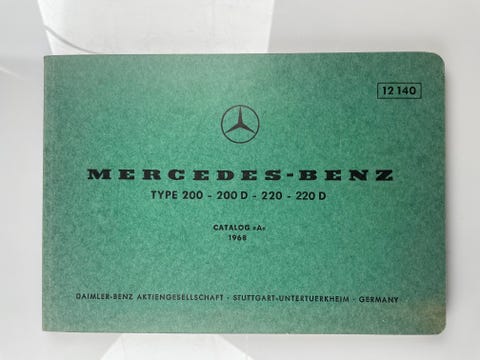 12 140
MERCEDES-BENZ
TYPE 200 - 200 D - 220 - 220 D
CATALOG »A«
1968
DAIMLER-BENZ AKTIENGESELLSCHAFT · STUTTGART-UNTERTUERKHEIM · GERMANY